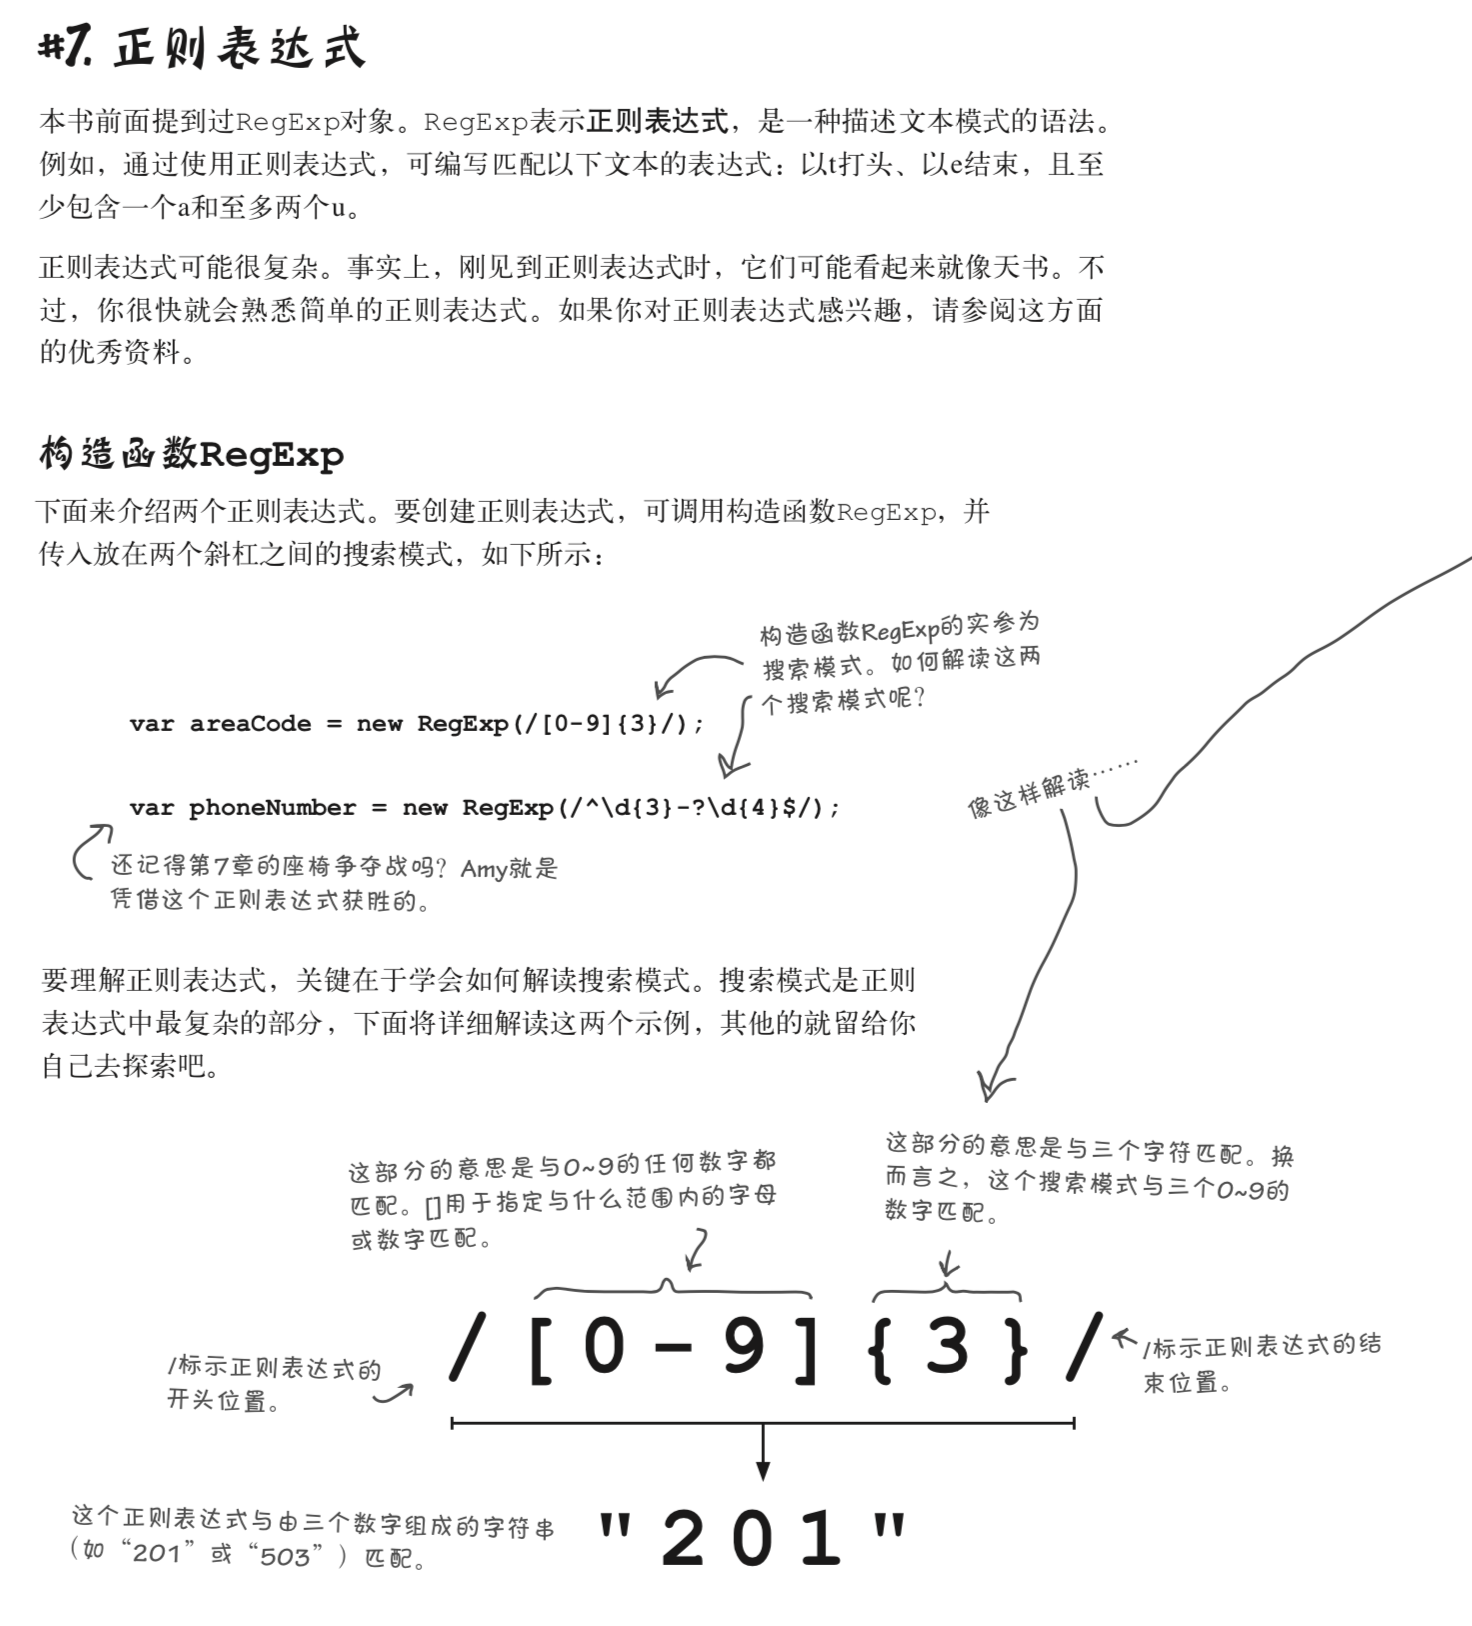 #7. 正则表达式
本书前面提到过RegExp对象。RegExp表示正则表达式，是一种描述文本模式的语法。
例如，通过使用正则表达式，可编写匹配以下文本的表达式：以t打头、以e结束，且至
少包含一个a和至多两个u。
正则表达式可能很复杂。事实上，刚见到正则表达式时，它们可能看起来就像天书。不
过，你很快就会熟悉简单的正则表达式。如果你对正则表达式感兴趣，请参阅这方面
的优秀资料。
构造函数RegExp
下面来介绍两个正则表达式。要创建正则表达式，可调用构造函数RegExp，并
传入放在两个斜杠之间的搜索模式，如下所示：
构造函数RegExp的实参为
搜索模式。如何解读这两
个搜索模式呢？
var areaCode = new RegExp(/[0-9]{3}/);
像这样解读……
var phoneNumber = new RegExp(/^\d{3}-?\d{4}$/);
还记得第7章的座椅争夺战吗？Amy就是
凭借这个正则表达式获胜的。
要理解正则表达式，关键在于学会如何解读搜索模式。搜索模式是正则
表达式中最复杂的部分，下面将详细解读这两个示例，其他的就留给你
自己去探索吧。
这部分的意思是与0~9的任何数字都
匹配。[]用于指定与什么范围内的字母
或数字匹配。
这部分的意思是与三个字符匹配。换
而言之，这个搜索模式与三个0~9的
数字匹配。
/[0-9]{3}/
/标示正则表达式的
开头位置。
/标示正则表达式的结
束位置。
这个正则表达式与由三个数字组成的字符串
（如“201”或“503”）匹配。
"201"